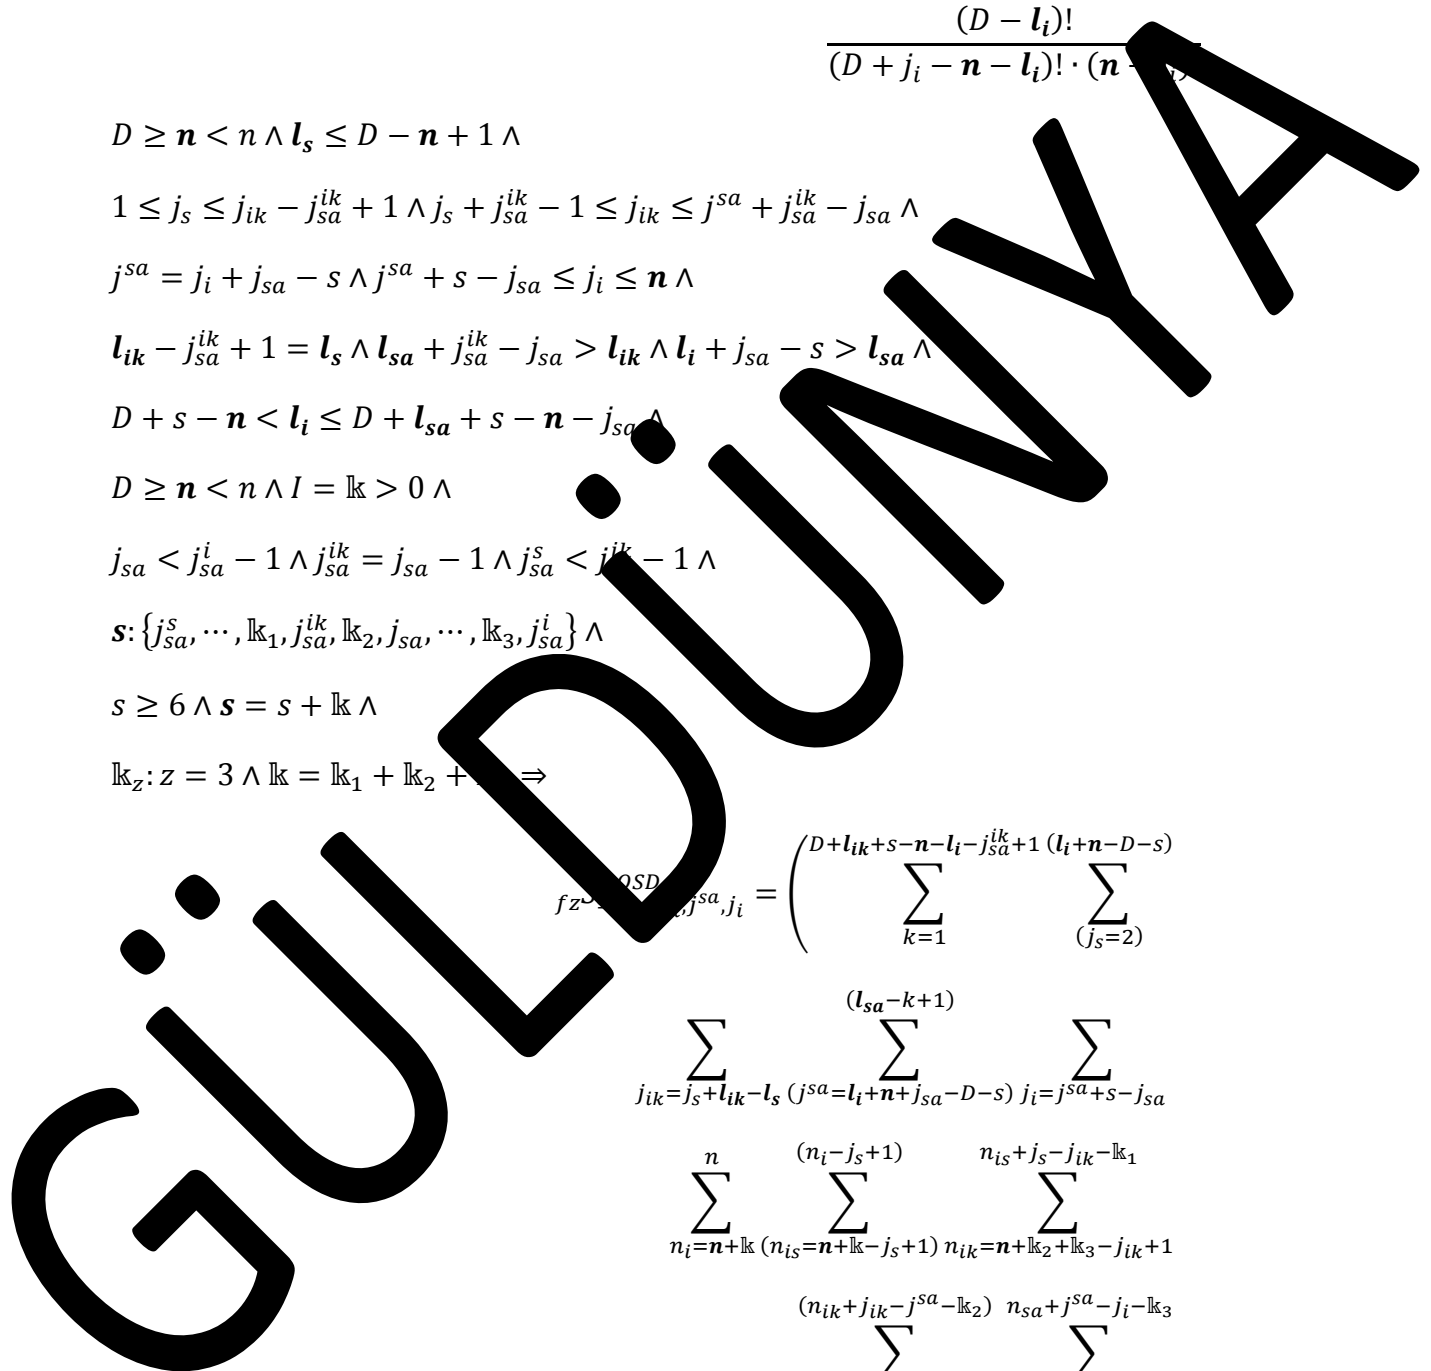 (D − l_i)!
(D + j_i − n − l_i)! · (n
D ≥ n < n ∧ l_s ≤ D − n + 1 ∧
1 ≤ j_s ≤ j_ik − j_sa^ik + 1 ∧ j_s + j_sa^ik − 1 ≤ j_ik ≤ j^sa + j_sa^ik − j_sa ∧
j^sa = j_i + j_sa − s ∧ j^sa + s − j_sa ≤ j_i ≤ n ∧
l_ik − j_sa^ik + 1 = l_s ∧ l_sa + j_sa^ik − j_sa > l_ik ∧ l_i + j_sa − s > l_sa ∧
D + s − n < l_i ≤ D + l_sa + s − n − j_sa ∧
D ≥ n < n ∧ I = 𝕜 > 0 ∧
j_sa < j_sa^i − 1 ∧ j_sa^ik = j_sa − 1 ∧ j_sa^s < − 1 ∧
s: {j_sa^s, ⋯ , 𝕜_1, j_sa^ik, 𝕜_2, j_sa, ⋯ , 𝕜_3, j_sa^i} ∧
s ≥ 6 ∧ s = s + 𝕜 ∧
𝕜_z: z = 3 ∧ 𝕜 = 𝕜_1 + 𝕜_2 + ⇒
D+l_ik+s−n−l_i−j_sa^ik+1 (l_i+n−D−s)
fz j^sa,j_i = ( ∑ ∑
k=1 (j_s=2)
(l_sa−k+1)
∑ ∑ ∑
j_ik=j_s+l_ik−l_s (j^sa=l_i+n+j_sa−D−s) j_i=j^sa+s−j_sa
n (n_i−j_s+1) n_is+j_s−j_ik−𝕜_1
∑ ∑ ∑
n_i=n+𝕜 (n_is=n+𝕜−j_s+1) n_ik=n+𝕜_2+𝕜_3−j_ik+1
(n_ik+j_ik−j^sa−𝕜_2) n_sa+j^sa−j_i−𝕜_3
∑ ∑
GÜLDÜNYA